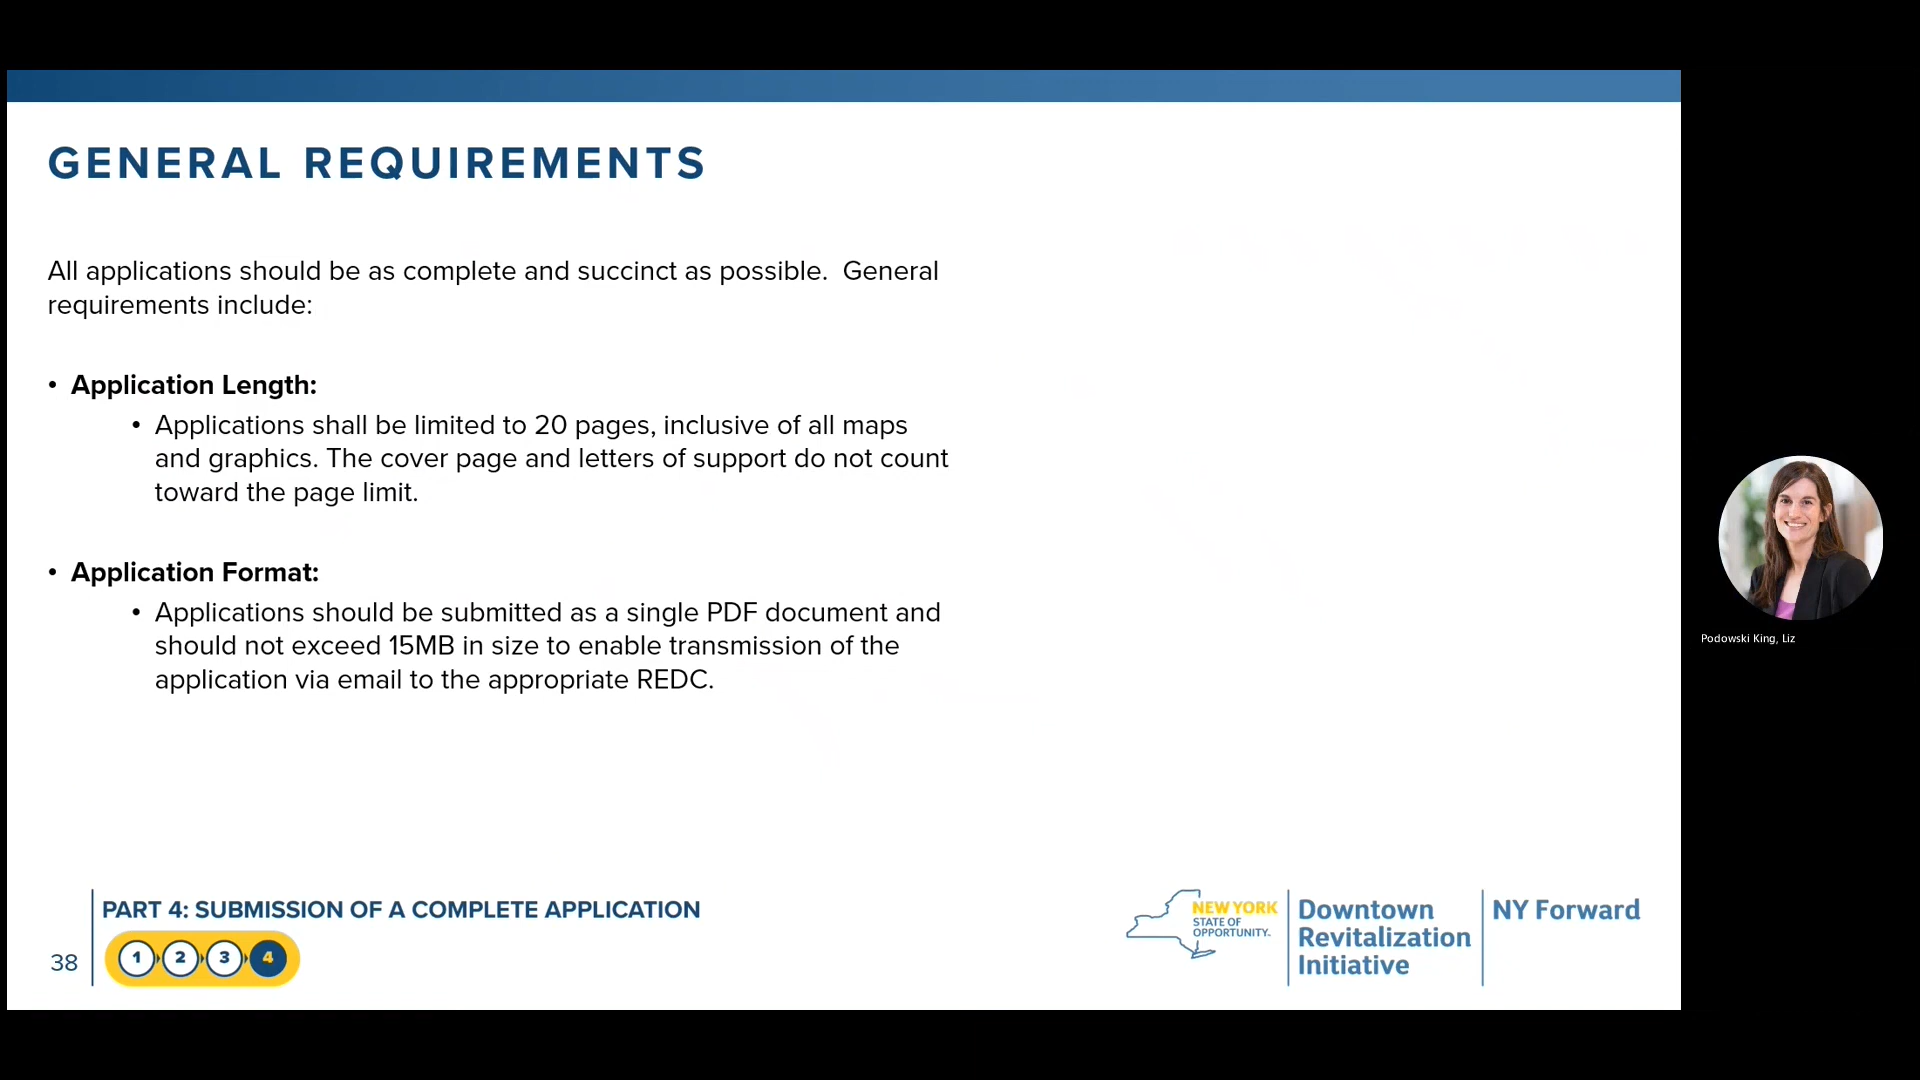 GENERAL REQUIREMENTS
All applications should be as complete and succinct as possible.  General
requirements include:
• Application Length:
• Applications shall be limited to 20 pages, inclusive of all maps
and graphics. The cover page and letters of support do not count
toward the page limit.
• Application Format:
• Applications should be submitted as a single PDF document and
should not exceed 15MB in size to enable transmission of the
application via email to the appropriate REDC.
Podowski King, Liz
PART 4: SUBMISSION OF A COMPLETE APPLICATION
38
1 2 3 4
NEW YORK
STATE OF
OPPORTUNITY™
Downtown
Revitalization
Initiative
NY Forward